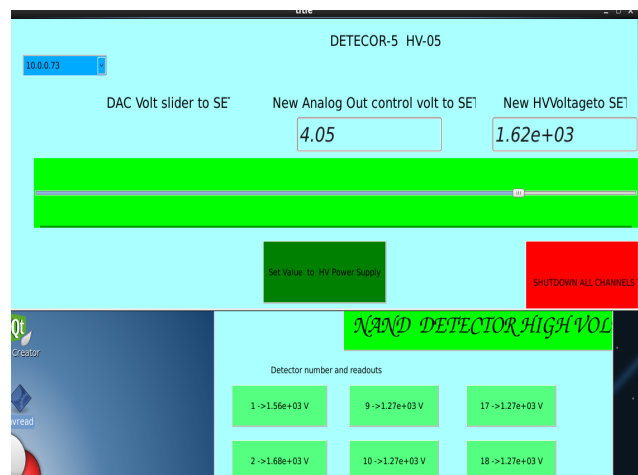 title
DETECOR-5 HV-05
10.0.0.73
DAC Volt slider to SET
New Analog Out control volt to SET
New HVVoltageto SET
4.05
1.62e+03
Set Value to HV Power Supply
SHUTDOWN ALL CHANNELS
Qt
Creator
NAND DETECTOR HIGH VOL
Detector number and readouts
1 ->1.56e+03 V
9 ->1.27e+03 V
17 ->1.27e+03 V
vread
2 ->1.68e+03 V
10 ->1.27e+03 V
18 ->1.27e+03 V